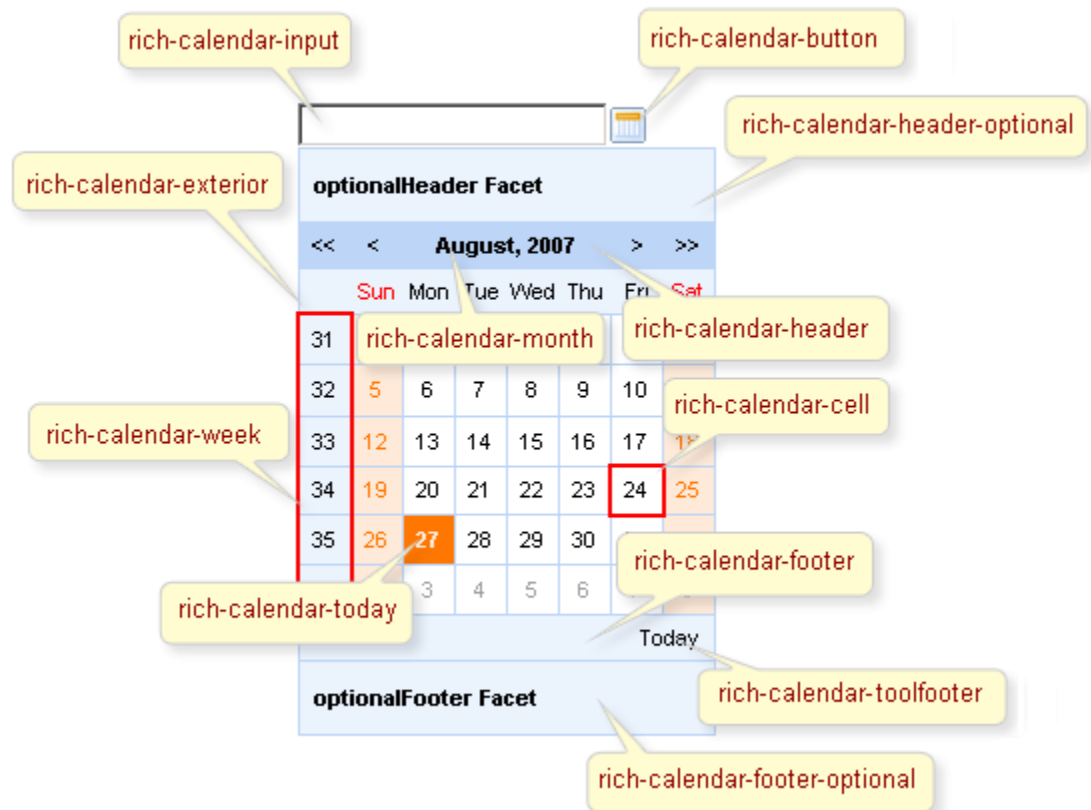 rich-calendar-input
rich-calendar-button
rich-calendar-header-optional
rich-calendar-exterior
optionalHeader Facet
<< < August, 2007 > >>
Sun Mon Tue Wed Thu Fri Sat
31
rich-calendar-month
rich-calendar-header
32 5 6 7 8 9 10
rich-calendar-cell
rich-calendar-week
33 12 13 14 15 16 17 18
34 19 20 21 22 23 24 25
35 26 27 28 29 30
rich-calendar-footer
rich-calendar-today
3 4 5 6
Today
rich-calendar-toolfooter
optionalFooter Facet
rich-calendar-footer-optional